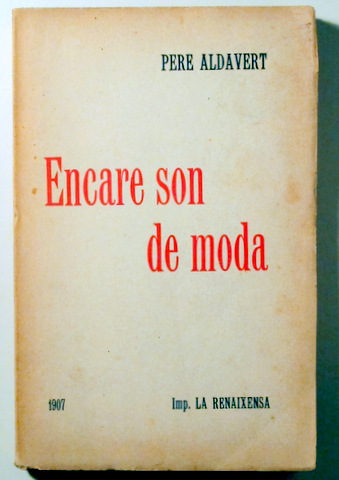 PERE ALDAVERT
Encare son
de moda
1907 Imp. LA RENAIXENSA